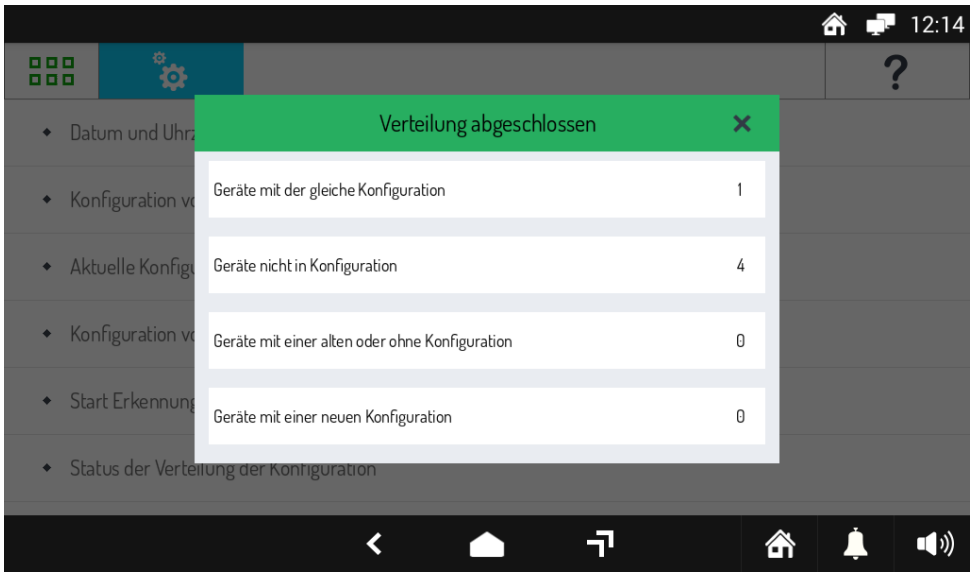 12:14
?
Datum und Uhrz
Verteilung abgeschlossen
Geräte mit der gleiche Konfiguration 1
Konfiguration vo
Geräte nicht in Konfiguration 4
Aktuelle Konfigu
Geräte mit einer alten oder ohne Konfiguration 0
Konfiguration vo
Start Erkennung
Geräte mit einer neuen Konfiguration 0
Status der Verteilung der Konfiguration